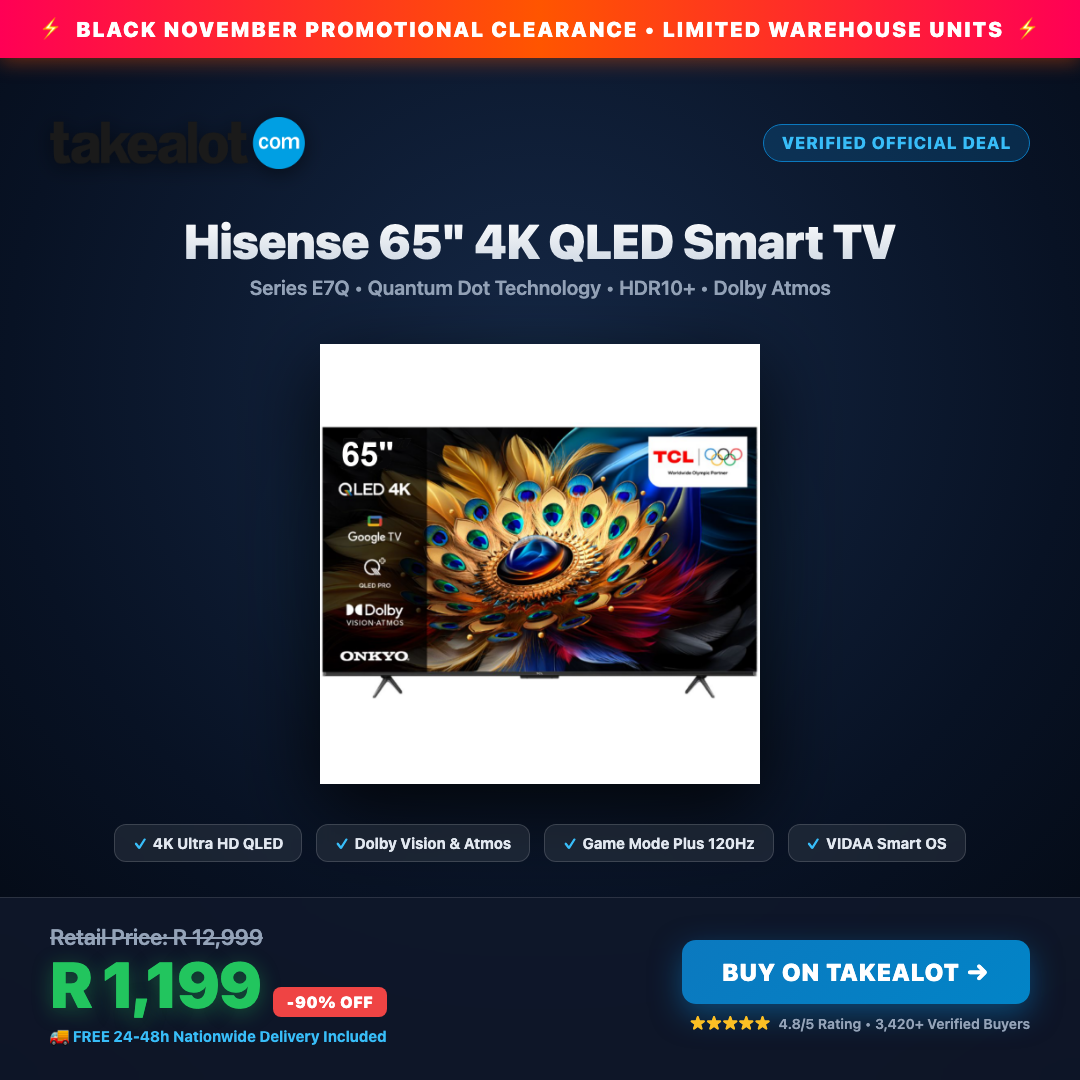 ⚡ BLACK NOVEMBER PROMOTIONAL CLEARANCE • LIMITED WAREHOUSE UNITS ⚡
takealot com
VERIFIED OFFICIAL DEAL
Hisense 65" 4K QLED Smart TV
Series E7Q • Quantum Dot Technology • HDR10+ • Dolby Atmos
65"
TCL
Worldwide Olympic Partner
QLED 4K
Google TV
QLED PRO
Dolby
VISION·ATMOS
ONKYO
✓ 4K Ultra HD QLED
✓ Dolby Vision & Atmos
✓ Game Mode Plus 120Hz
✓ VIDAA Smart OS
Retail Price: R 12,999
R 1,199
-90% OFF
🚚 FREE 24-48h Nationwide Delivery Included
BUY ON TAKEALOT ➔
⭐⭐⭐⭐⭐ 4.8/5 Rating • 3,420+ Verified Buyers